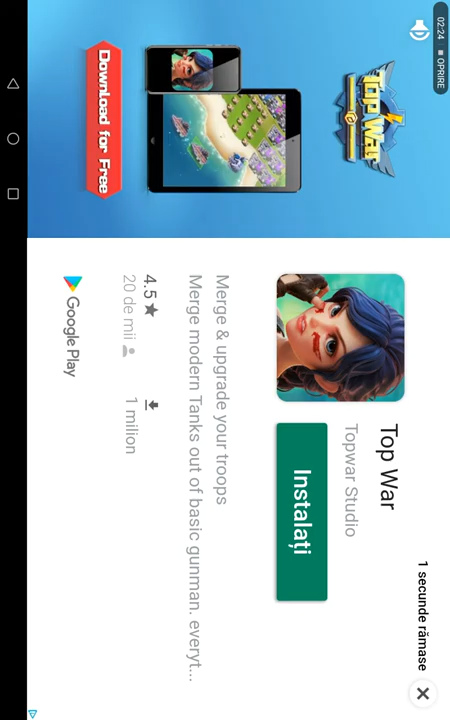 02:24 ■ OPRIRE
Top War
Download for Free
1 secunde rămase
Top War
Topwar Studio
Instalați
Merge & upgrade your troops
Merge modern Tanks out of basic gunman. everyt...
4.5 ★
20 de mii
1 milion
Google Play